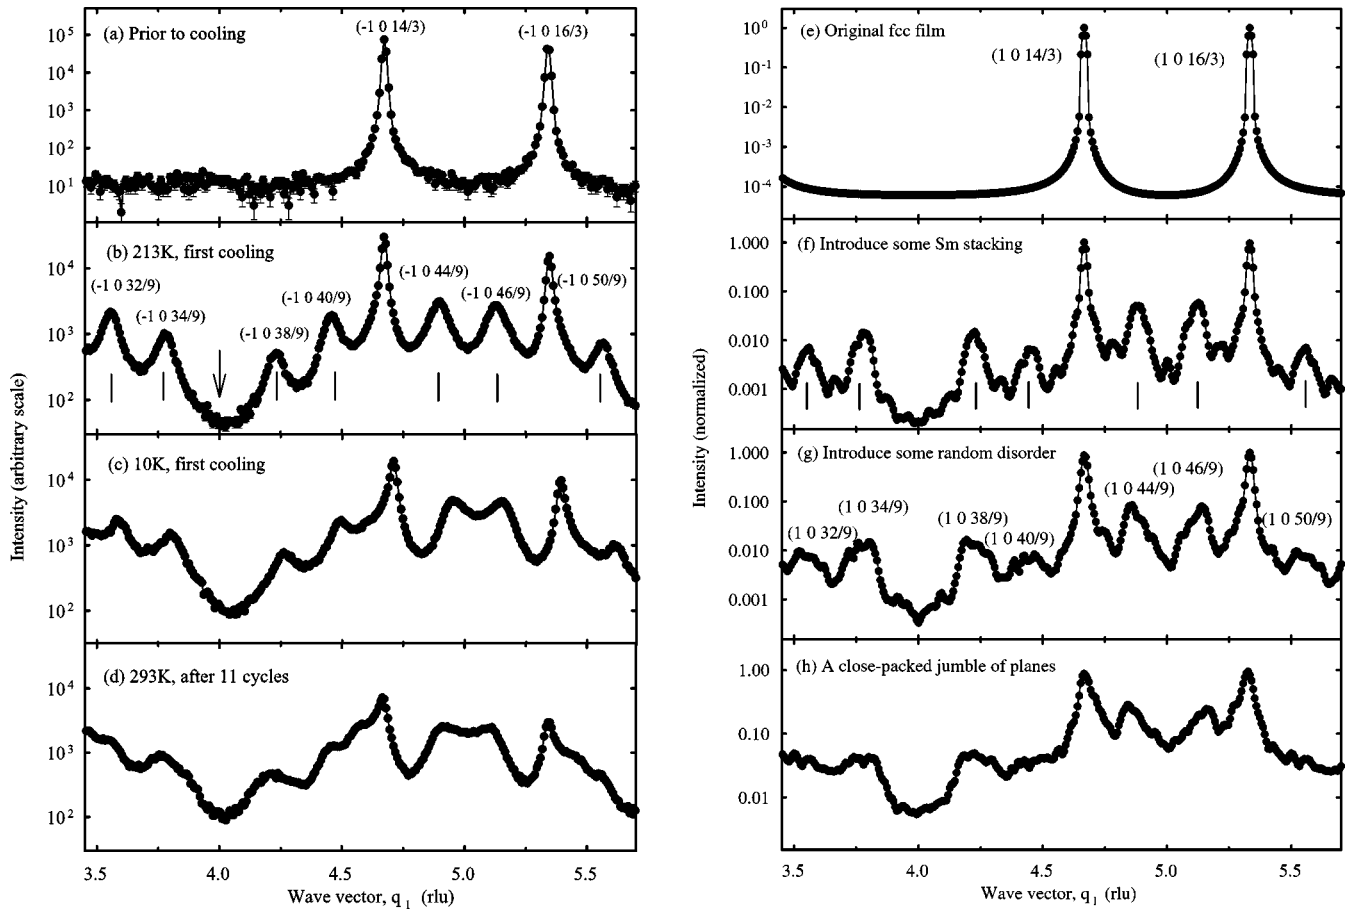 (a) Prior to cooling
(-1 0 14/3)
(-1 0 16/3)
10⁵
10⁴
10³
10²
10¹
(b) 213K, first cooling
(-1 0 32/9)
(-1 0 34/9)
(-1 0 38/9)
(-1 0 40/9)
(-1 0 44/9)
(-1 0 46/9)
(-1 0 50/9)
10⁴
10³
10²
(c) 10K, first cooling
10⁴
10³
10²
(d) 293K, after 11 cycles
10⁴
10³
10²
3.5 4.0 4.5 5.0 5.5
Wave vector, q⊥ (rlu)
Intensity (arbitrary scale)
(e) Original fcc film
(1 0 14/3)
(1 0 16/3)
10⁰
10⁻¹
10⁻²
10⁻³
10⁻⁴
(f) Introduce some Sm stacking
1.000
0.100
0.010
0.001
(g) Introduce some random disorder
(1 0 32/9)
(1 0 34/9)
(1 0 38/9)
(1 0 40/9)
(1 0 44/9)
(1 0 46/9)
(1 0 50/9)
1.000
0.100
0.010
0.001
(h) A close-packed jumble of planes
1.00
0.10
0.01
3.5 4.0 4.5 5.0 5.5
Wave vector, q⊥ (rlu)
Intensity (normalized)